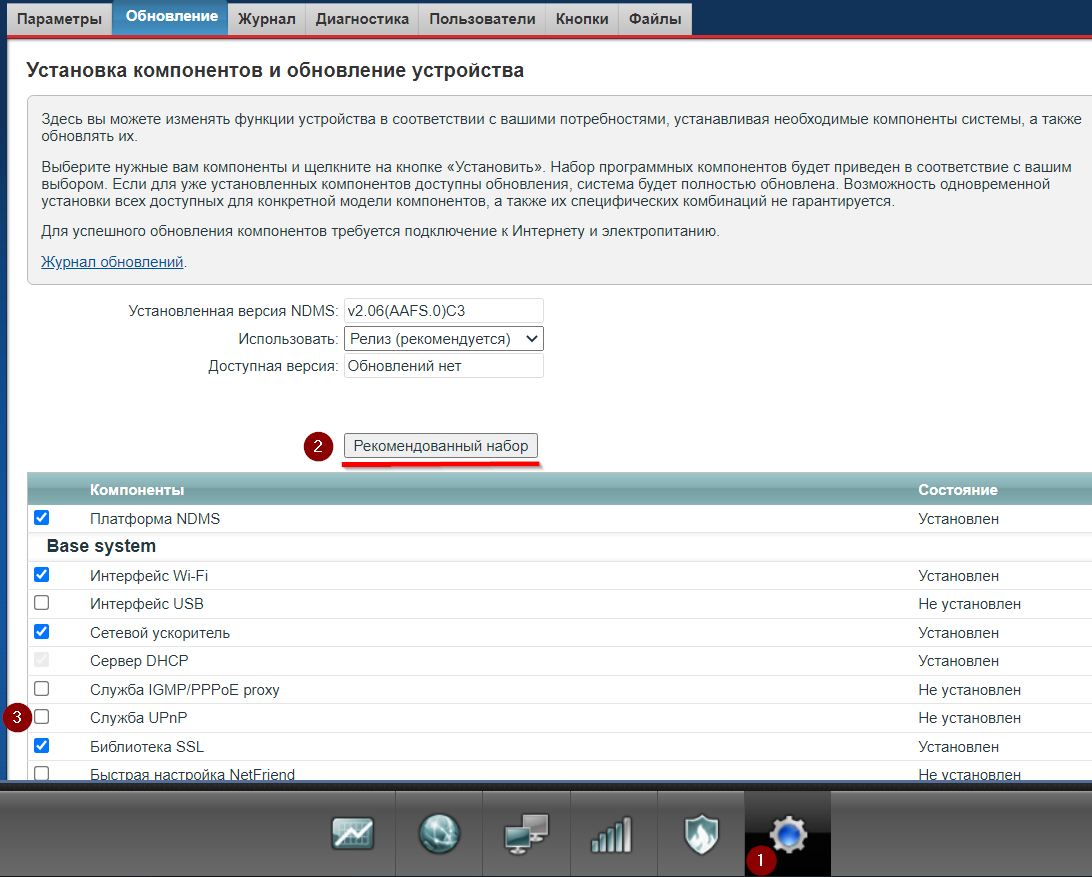 Параметры Обновление Журнал Диагностика Пользователи Кнопки Файлы
Установка компонентов и обновление устройства
Здесь вы можете изменять функции устройства в соответствии с вашими потребностями, устанавливая необходимые компоненты системы, а также
обновлять их.
Выберите нужные вам компоненты и щелкните на кнопке «Установить». Набор программных компонентов будет приведен в соответствие с вашим
выбором. Если для уже установленных компонентов доступны обновления, система будет полностью обновлена. Возможность одновременной
установки всех доступных для конкретной модели компонентов, а также их специфических комбинаций не гарантируется.
Для успешного обновления компонентов требуется подключение к Интернету и электропитанию.
Журнал обновлений.
Установленная версия NDMS: v2.06(AAFS.0)C3
Использовать: Релиз (рекомендуется)
Доступная версия: Обновлений нет
2 Рекомендованный набор
Компоненты Состояние
Платформа NDMS Установлен
Base system
Интерфейс Wi-Fi Установлен
Интерфейс USB Не установлен
Сетевой ускоритель Установлен
Сервер DHCP Установлен
Служба IGMP/PPPoE proxy Не установлен
3 Служба UPnP Не установлен
Библиотека SSL Установлен
Быстрая настройка NetFriend Не установлен
1